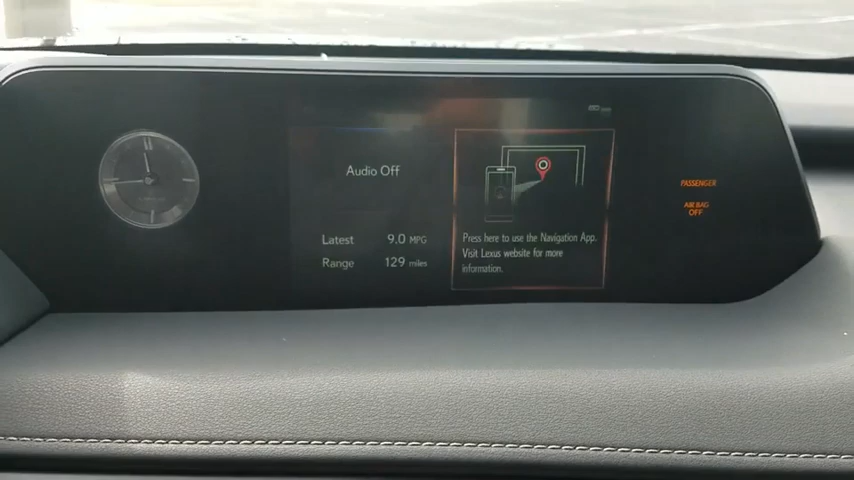 Audio Off
Latest 9.0 MPG
Range 129 miles
Press here to use the Navigation App.
Visit Lexus website for more
information.
PASSENGER
AIR BAG
OFF